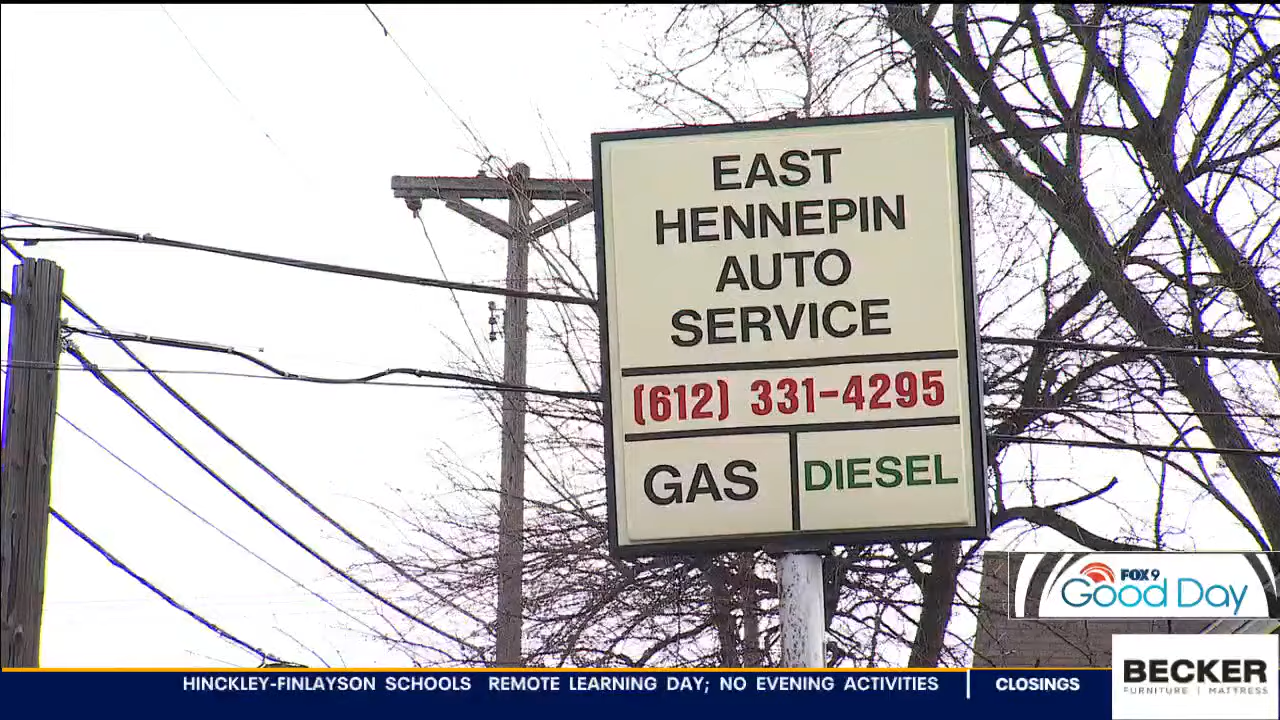 EAST
HENNEPIN
AUTO
SERVICE
(612) 331-4295
GAS
DIESEL
FOX 9
Good Day
HINCKLEY-FINLAYSON SCHOOLS REMOTE LEARNING DAY; NO EVENING ACTIVITIES
CLOSINGS
BECKER
FURNITURE | MATTRESS